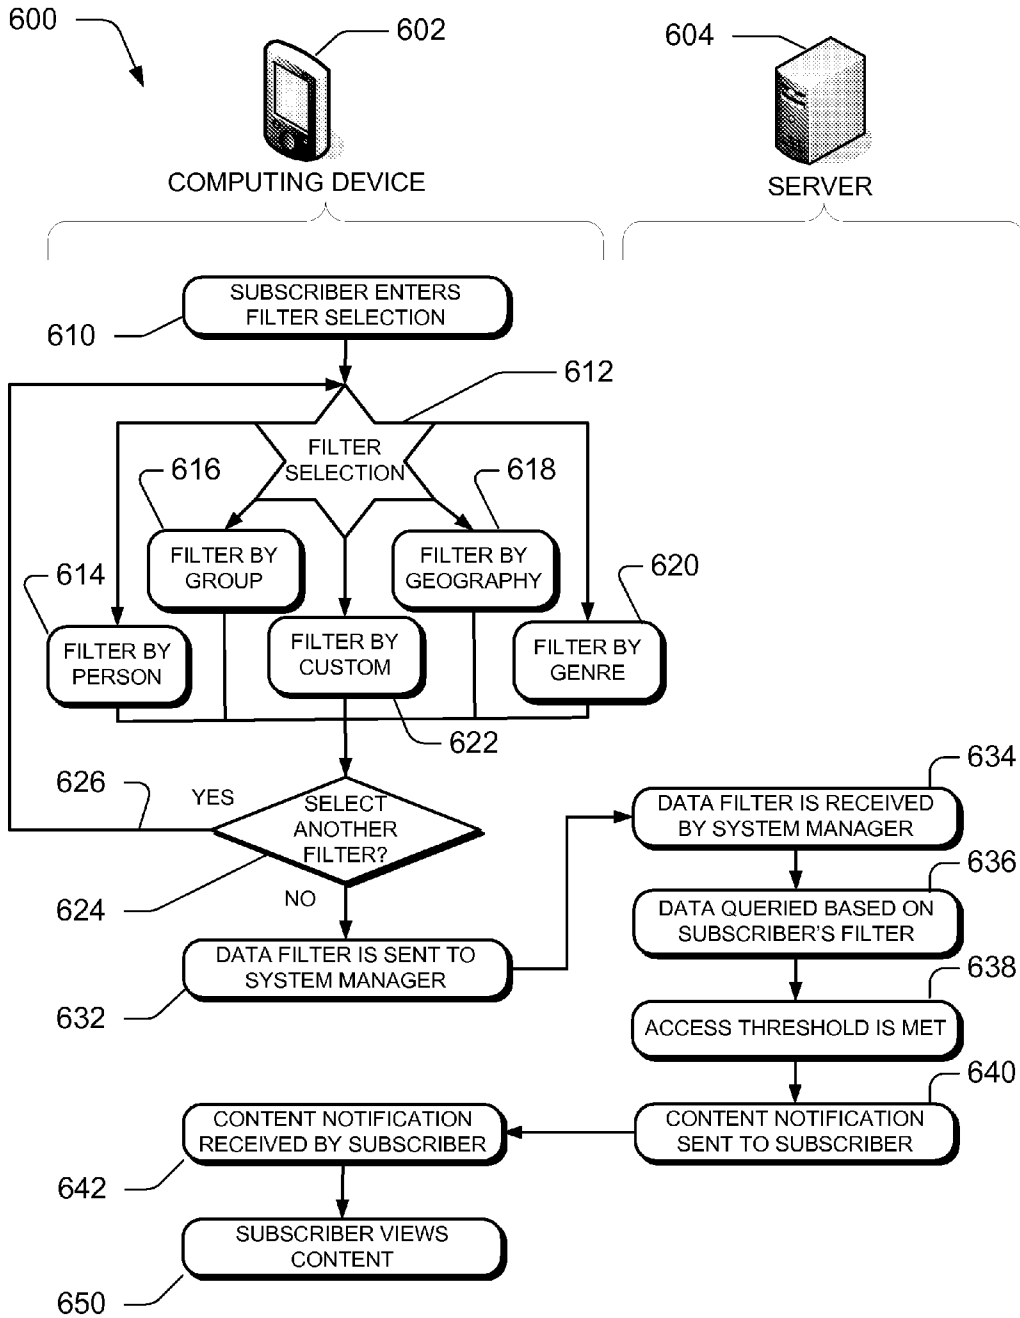 600
602
604
COMPUTING DEVICE
SERVER
SUBSCRIBER ENTERS
FILTER SELECTION
610
612
FILTER
SELECTION
616
618
FILTER BY
GROUP
FILTER BY
GEOGRAPHY
614
620
FILTER BY
PERSON
FILTER BY
CUSTOM
FILTER BY
GENRE
622
626
YES
SELECT
ANOTHER
FILTER?
624
NO
634
DATA FILTER IS RECEIVED
BY SYSTEM MANAGER
636
DATA QUERIED BASED ON
SUBSCRIBER'S FILTER
DATA FILTER IS SENT TO
SYSTEM MANAGER
632
638
ACCESS THRESHOLD IS MET
640
CONTENT NOTIFICATION
SENT TO SUBSCRIBER
CONTENT NOTIFICATION
RECEIVED BY SUBSCRIBER
642
SUBSCRIBER VIEWS
CONTENT
650